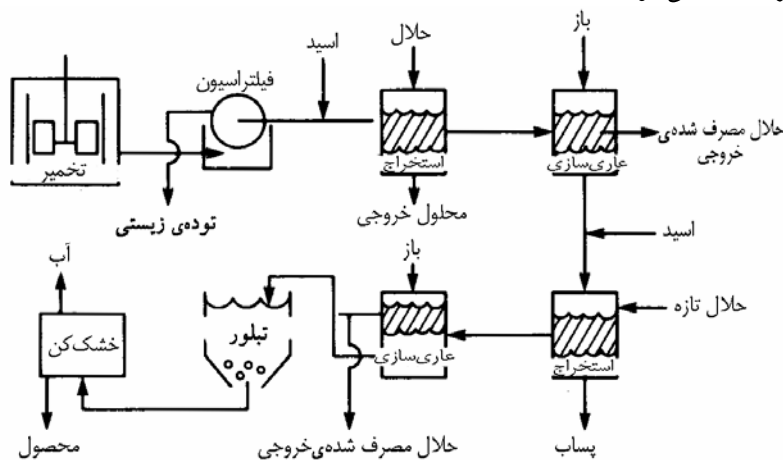 باز
حلال
اسید
فیلتراسیون
حلال مصرف شده‌ی
خروجی
عاری‌سازی
استخراج
تخمیر
محلول خروجی
توده‌ی زیستی
اسید
باز
آب
حلال تازه
تبلور
خشک‌کن
عاری‌سازی
استخراج
محصول
حلال مصرف شده‌ی‌خروجی
پساب